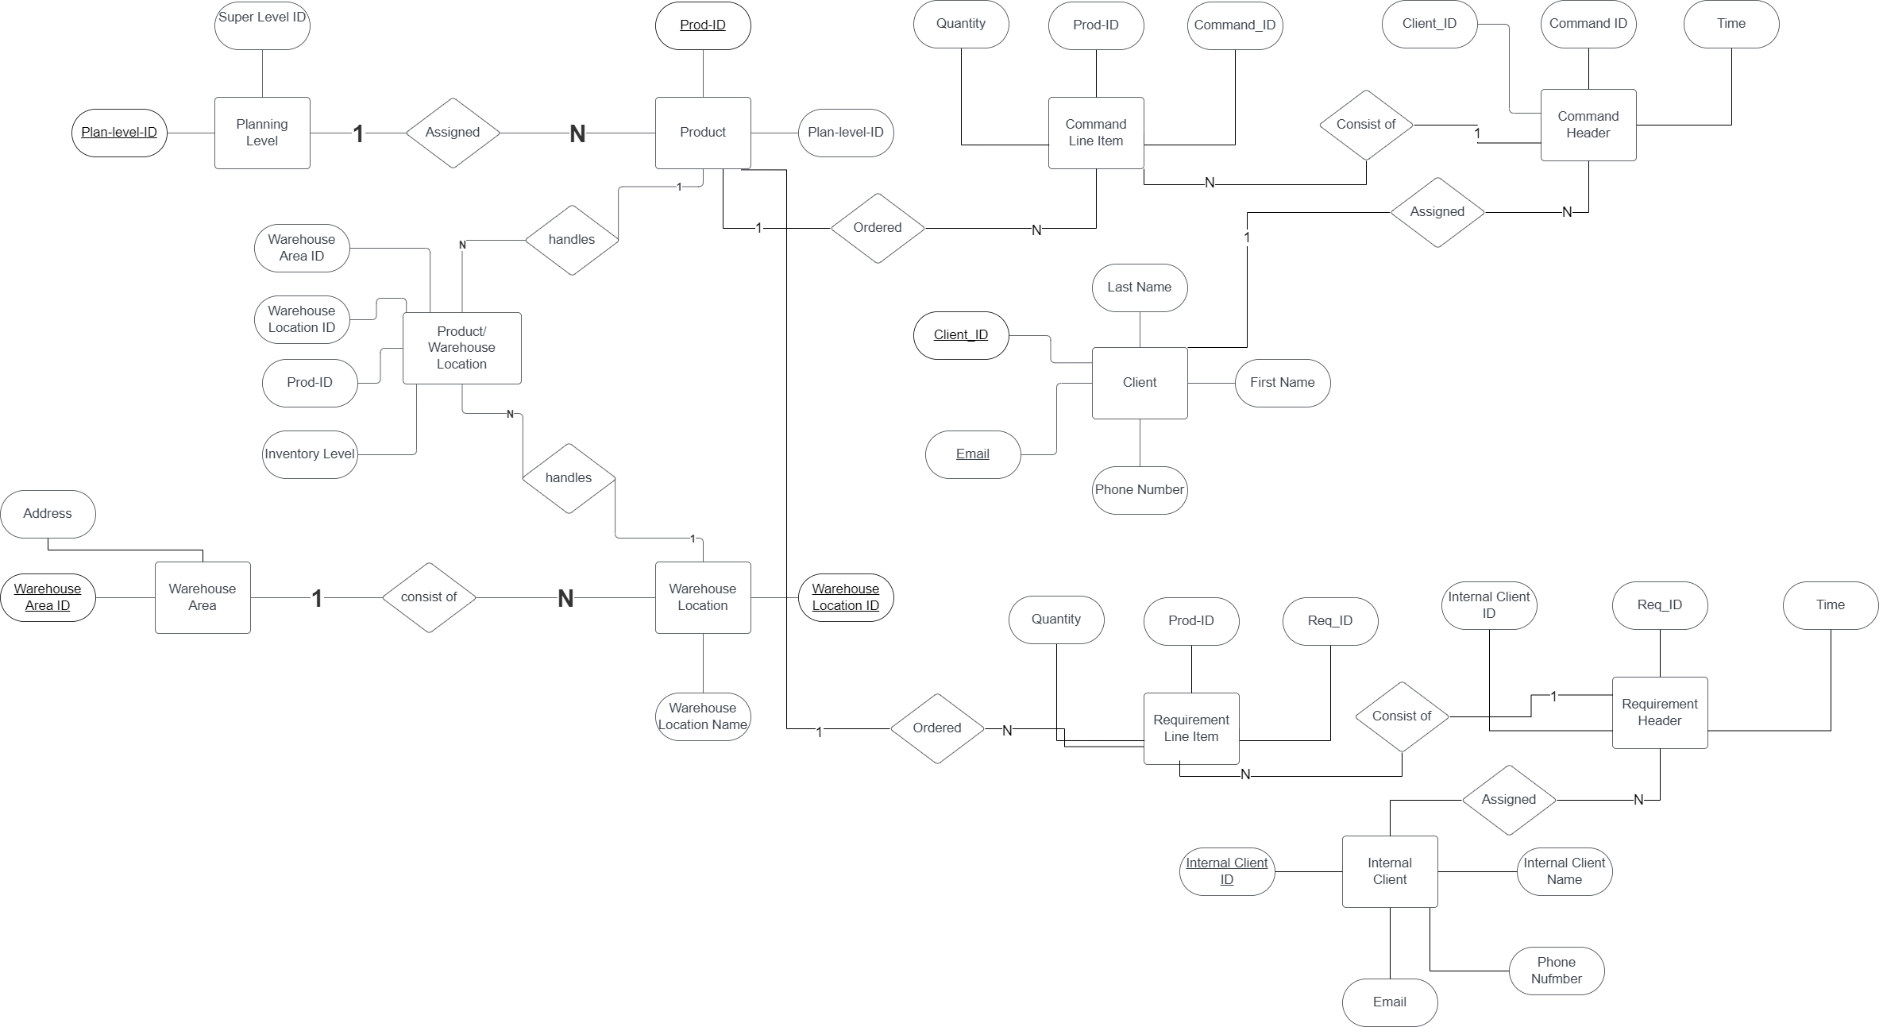 Super Level ID
Prod-ID
Quantity
Prod-ID
Command_ID
Client_ID
Command ID
Time
Plan-level-ID
Planning
Level
1
Assigned
N
Product
Plan-level-ID
Command
Line Item
Consist of
1
Command
Header
1
N
Assigned
N
1
Ordered
N
1
handles
N
Warehouse
Area ID
Warehouse
Location ID
Product/
Warehouse
Location
Prod-ID
Inventory Level
N
handles
1
Last Name
Client_ID
Client
First Name
Email
Phone Number
Address
Warehouse
Area ID
Warehouse
Area
1
consist of
N
Warehouse
Location
Warehouse
Location ID
Warehouse
Location Name
Quantity
Prod-ID
Req_ID
Internal Client
ID
Req_ID
Time
1
Ordered
N
Requirement
Line Item
Consist of
1
Requirement
Header
N
Assigned
N
Internal Client
ID
Internal
Client
Internal Client
Name
Phone
Nufmber
Email